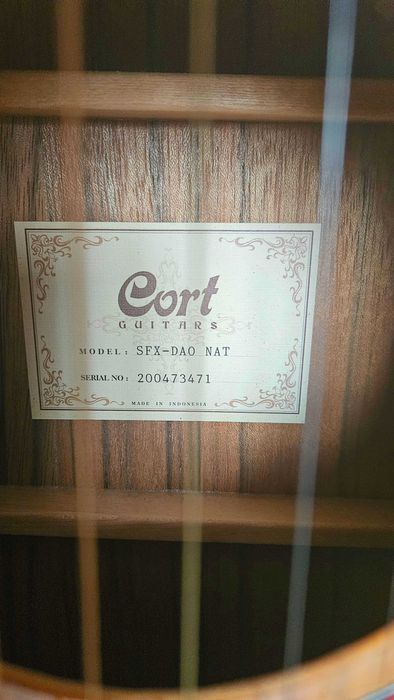 Cort
GUITARS
MODEL: SFX-DAO NAT
SERIAL NO: 200473471
MADE IN INDONESIA